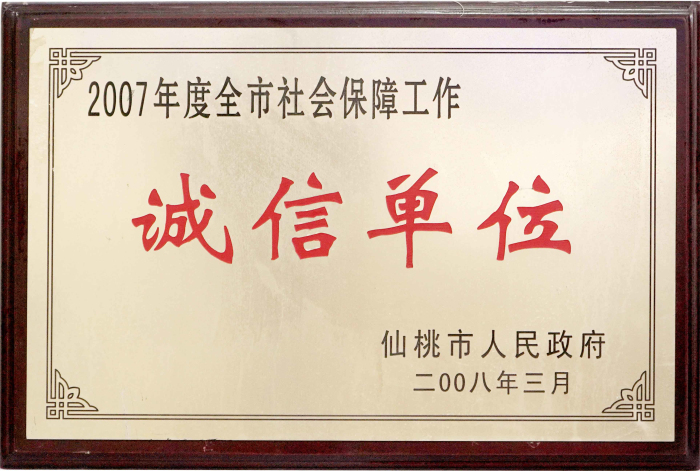 2007年度全市社会保障工作
诚信单位
仙桃市人民政府
二00八年三月